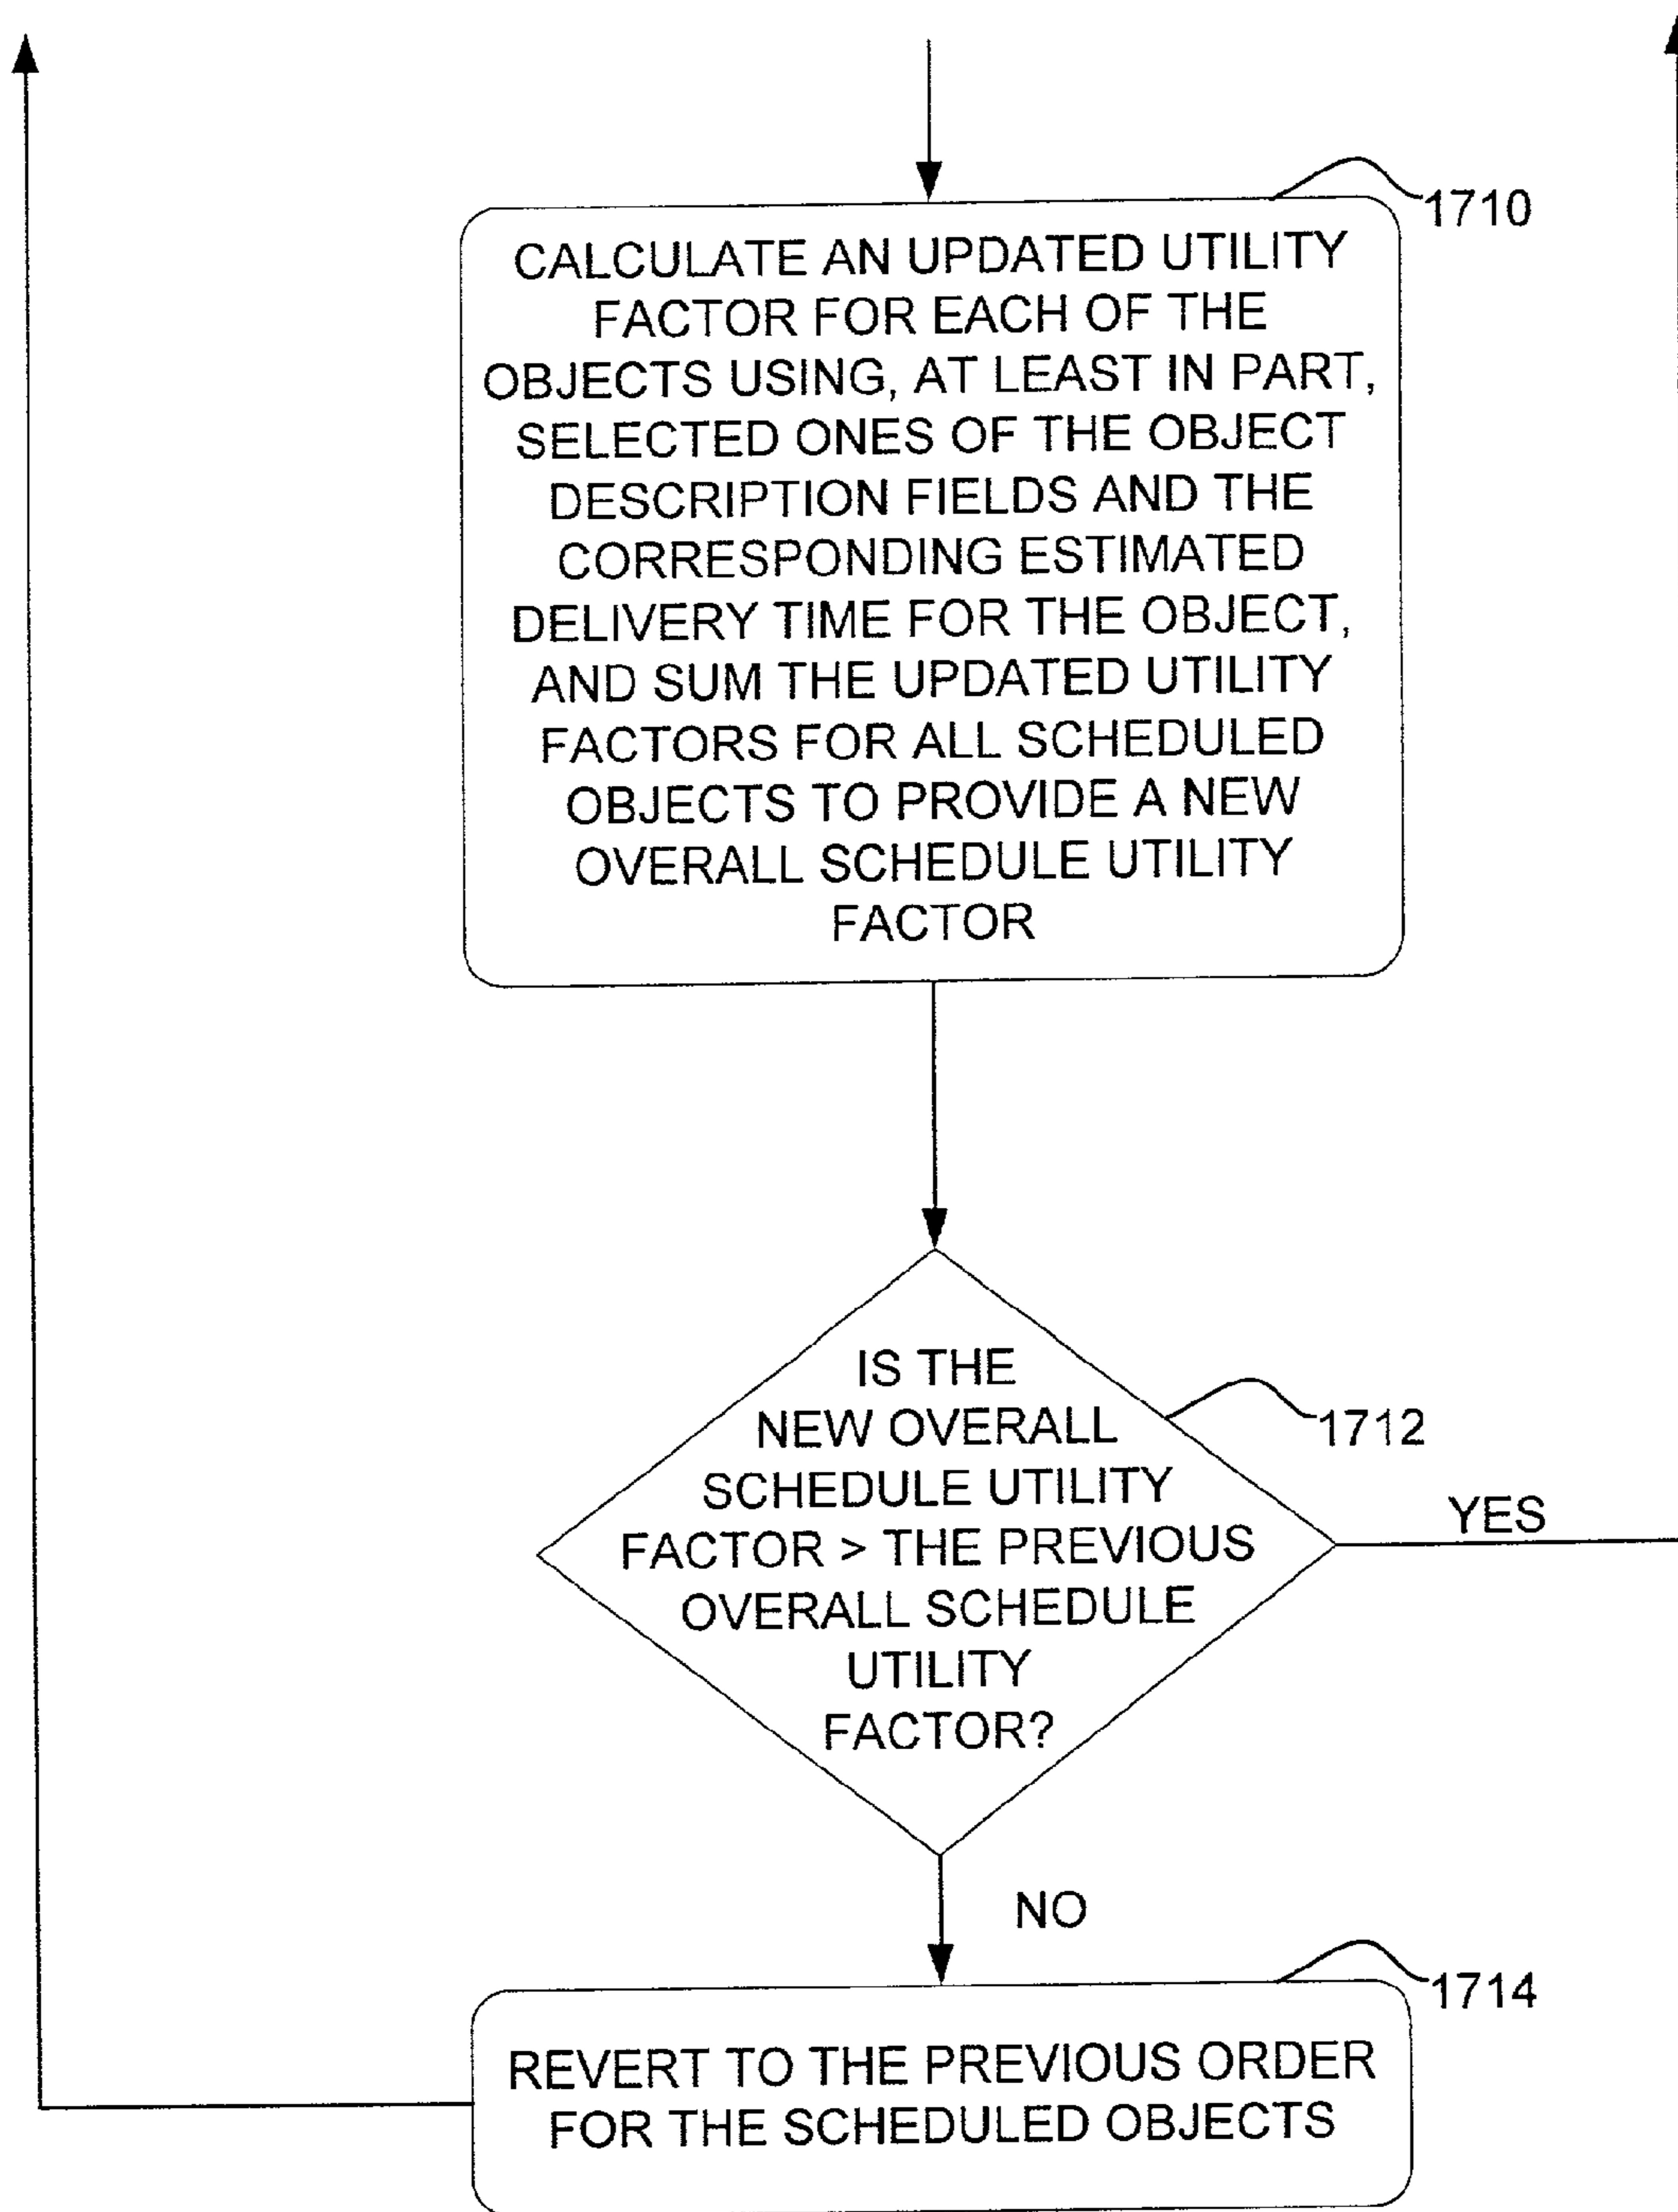 1710
CALCULATE AN UPDATED UTILITY
FACTOR FOR EACH OF THE
OBJECTS USING, AT LEAST IN PART,
SELECTED ONES OF THE OBJECT
DESCRIPTION FIELDS AND THE
CORRESPONDING ESTIMATED
DELIVERY TIME FOR THE OBJECT,
AND SUM THE UPDATED UTILITY
FACTORS FOR ALL SCHEDULED
OBJECTS TO PROVIDE A NEW
OVERALL SCHEDULE UTILITY
FACTOR
IS THE
NEW OVERALL
SCHEDULE UTILITY
FACTOR > THE PREVIOUS
OVERALL SCHEDULE
UTILITY
FACTOR?
1712
YES
NO
1714
REVERT TO THE PREVIOUS ORDER
FOR THE SCHEDULED OBJECTS